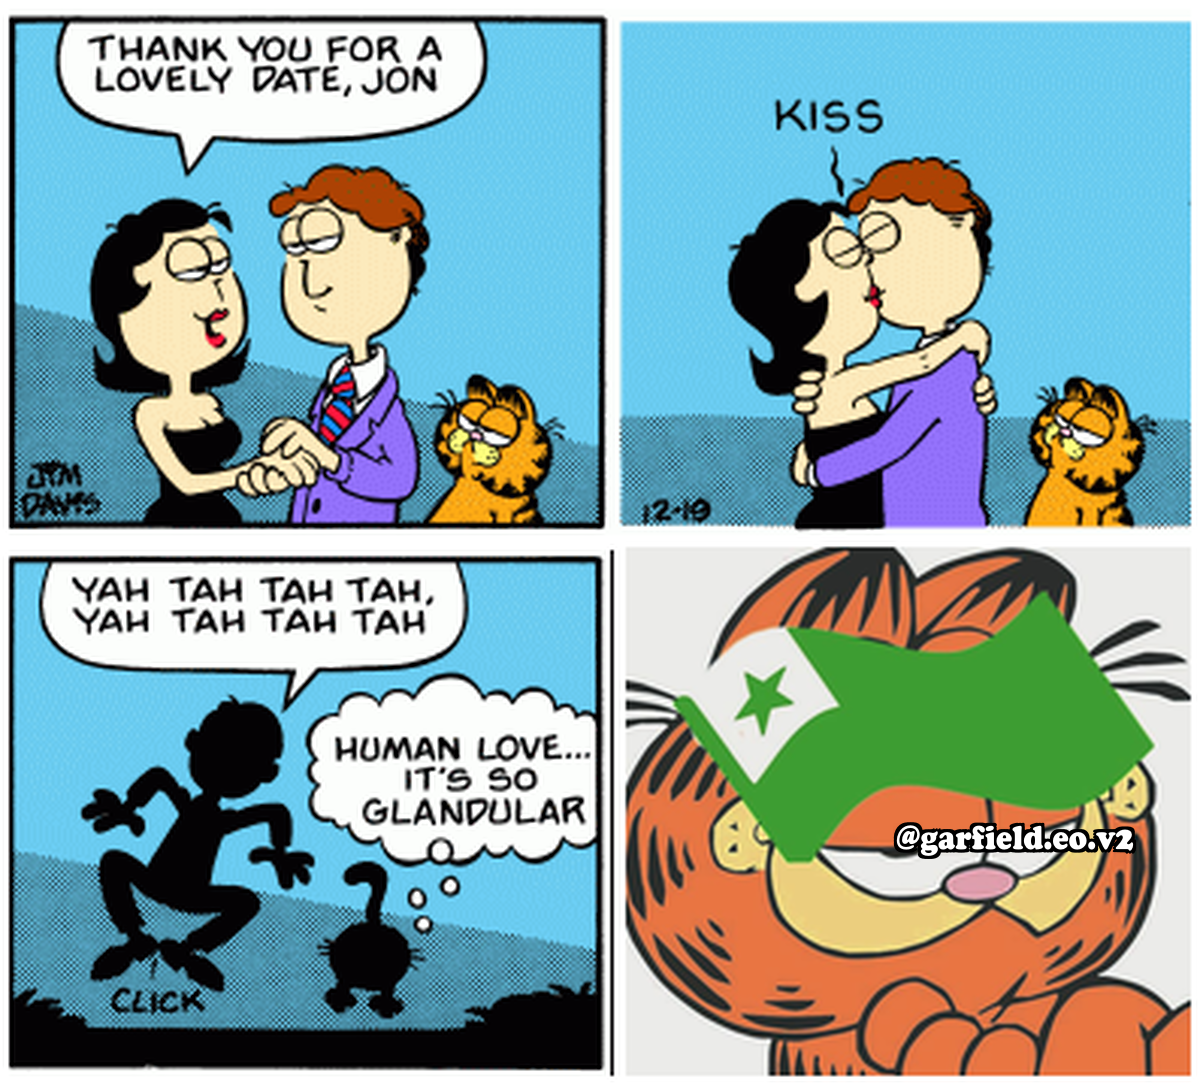 THANK YOU FOR A
LOVELY DATE, JON
JIM
DAVIS
KISS
12-19
YAH TAH TAH TAH,
YAH TAH TAH TAH
HUMAN LOVE...
IT'S SO
GLANDULAR
CLICK
@garfield.eo.v2